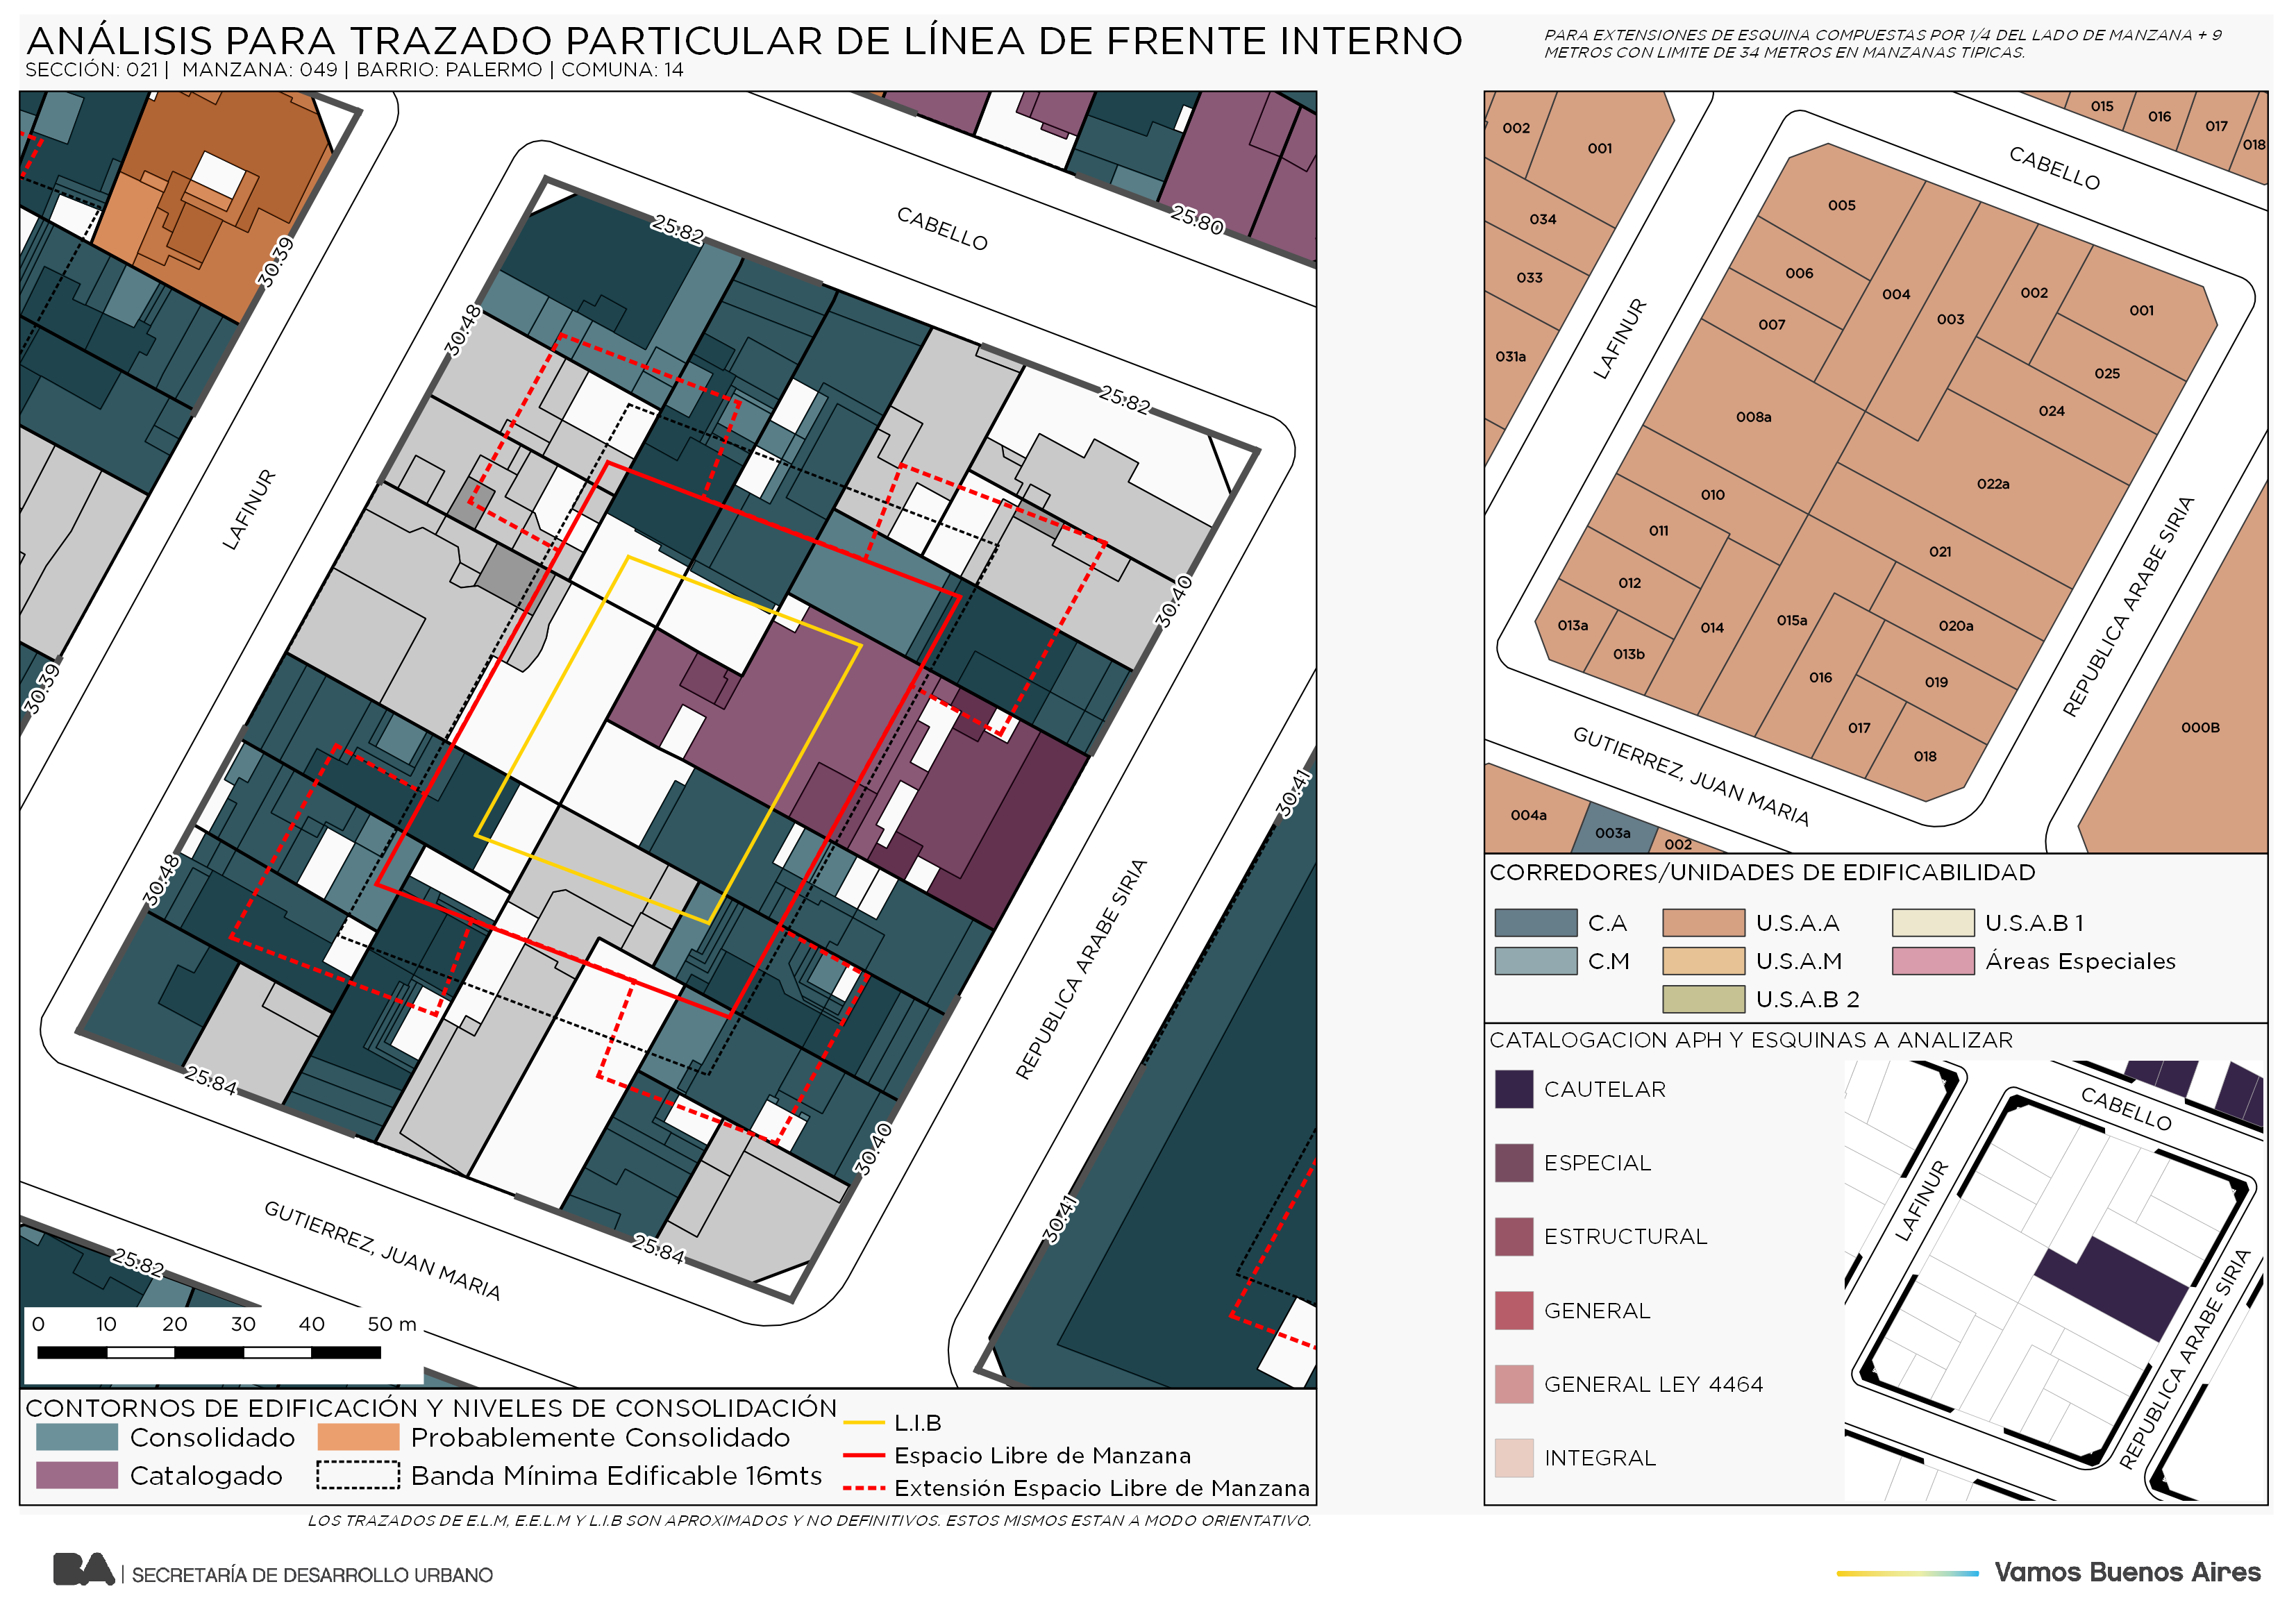 ANÁLISIS PARA TRAZADO PARTICULAR DE LÍNEA DE FRENTE INTERNO
SECCIÓN: 021 | MANZANA: 049 | BARRIO: PALERMO | COMUNA: 14
PARA EXTENSIONES DE ESQUINA COMPUESTAS POR 1/4 DEL LADO DE MANZANA + 9
METROS CON LIMITE DE 34 METROS EN MANZANAS TIPICAS.
25.82
CABELLO
25.80
30.39
30.48
25.82
LAFINUR
30.40
30.39
30.41
30.48
REPUBLICA ARABE SIRIA
25.84
30.40
30.41
GUTIERREZ, JUAN MARIA
25.84
25.82
0 10 20 30 40 50 m
CONTORNOS DE EDIFICACIÓN Y NIVELES DE CONSOLIDACIÓN
Consolidado
Probablemente Consolidado
Catalogado
Banda Mínima Edificable 16mts
L.I.B
Espacio Libre de Manzana
Extensión Espacio Libre de Manzana
LOS TRAZADOS DE E.L.M, E.E.L.M Y L.I.B SON APROXIMADOS Y NO DEFINITIVOS. ESTOS MISMOS ESTAN A MODO ORIENTATIVO.
015
016
017
018
002
001
CABELLO
034
005
033
006
004
002
001
007
003
LAFINUR
031a
025
024
008a
022a
010
011
021
012
REPUBLICA ARABE SIRIA
013a
014
015a
020a
013b
016
019
017
018
000B
GUTIERREZ, JUAN MARIA
004a
003a
002
CORREDORES/UNIDADES DE EDIFICABILIDAD
C.A
U.S.A.A
U.S.A.B 1
C.M
U.S.A.M
Áreas Especiales
U.S.A.B 2
CATALOGACION APH Y ESQUINAS A ANALIZAR
CAUTELAR
ESPECIAL
ESTRUCTURAL
GENERAL
GENERAL LEY 4464
INTEGRAL
CABELLO
LAFINUR
REPUBLICA ARABE SIRIA
BA | SECRETARÍA DE DESARROLLO URBANO
Vamos Buenos Aires